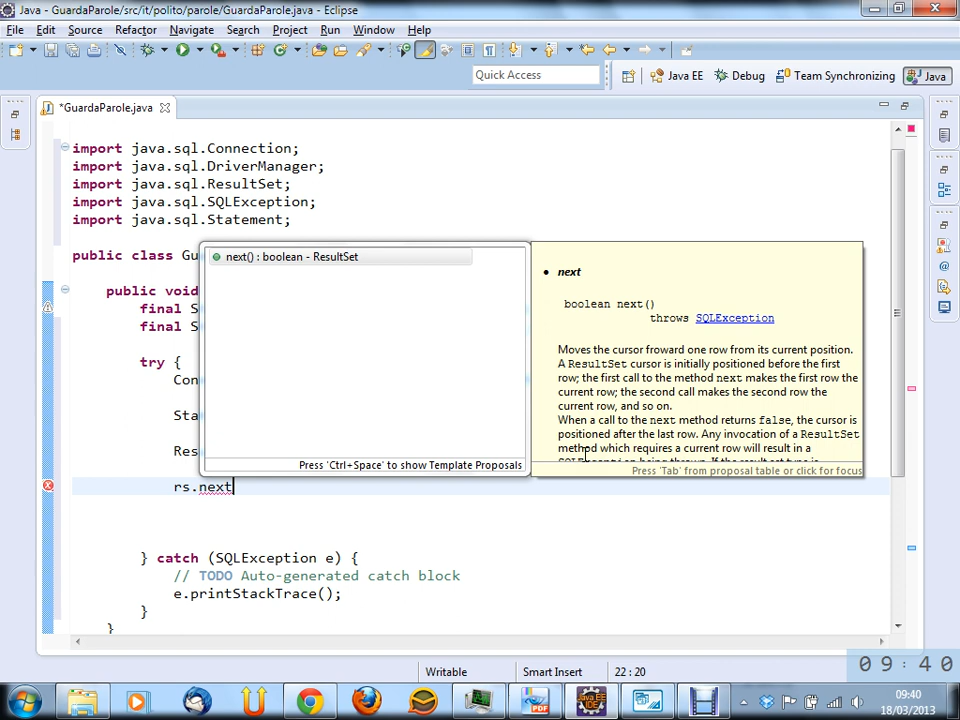 Java - GuardaParole/src/it/polito/parole/GuardaParole.java - Eclipse
File Edit Source Refactor Navigate Search Project Run Window Help
Quick Access
Java EE
Debug
Team Synchronizing
Java
*GuardaParole.java
import java.sql.Connection;
import java.sql.DriverManager;
import java.sql.ResultSet;
import java.sql.SQLException;
import java.sql.Statement;
public class Gu
public void
final S
final S
try {
Con
Sta
Res
rs.next
} catch (SQLException e) {
// TODO Auto-generated catch block
e.printStackTrace();
}
}
next() : boolean - ResultSet
Press 'Ctrl+Space' to show Template Proposals
next
boolean next()
throws SQLException
Moves the cursor froward one row from its current position.
A ResultSet cursor is initially positioned before the first
row; the first call to the method next makes the first row the
current row; the second call makes the second row the
current row, and so on.
When a call to the next method returns false, the cursor is
positioned after the last row. Any invocation of a ResultSet
method which requires a current row will result in a
Press 'Tab' from proposal table or click for focus
Writable
Smart Insert
22 : 20
09:40
PDF
Java EE
IDE
09:40
18/03/2013